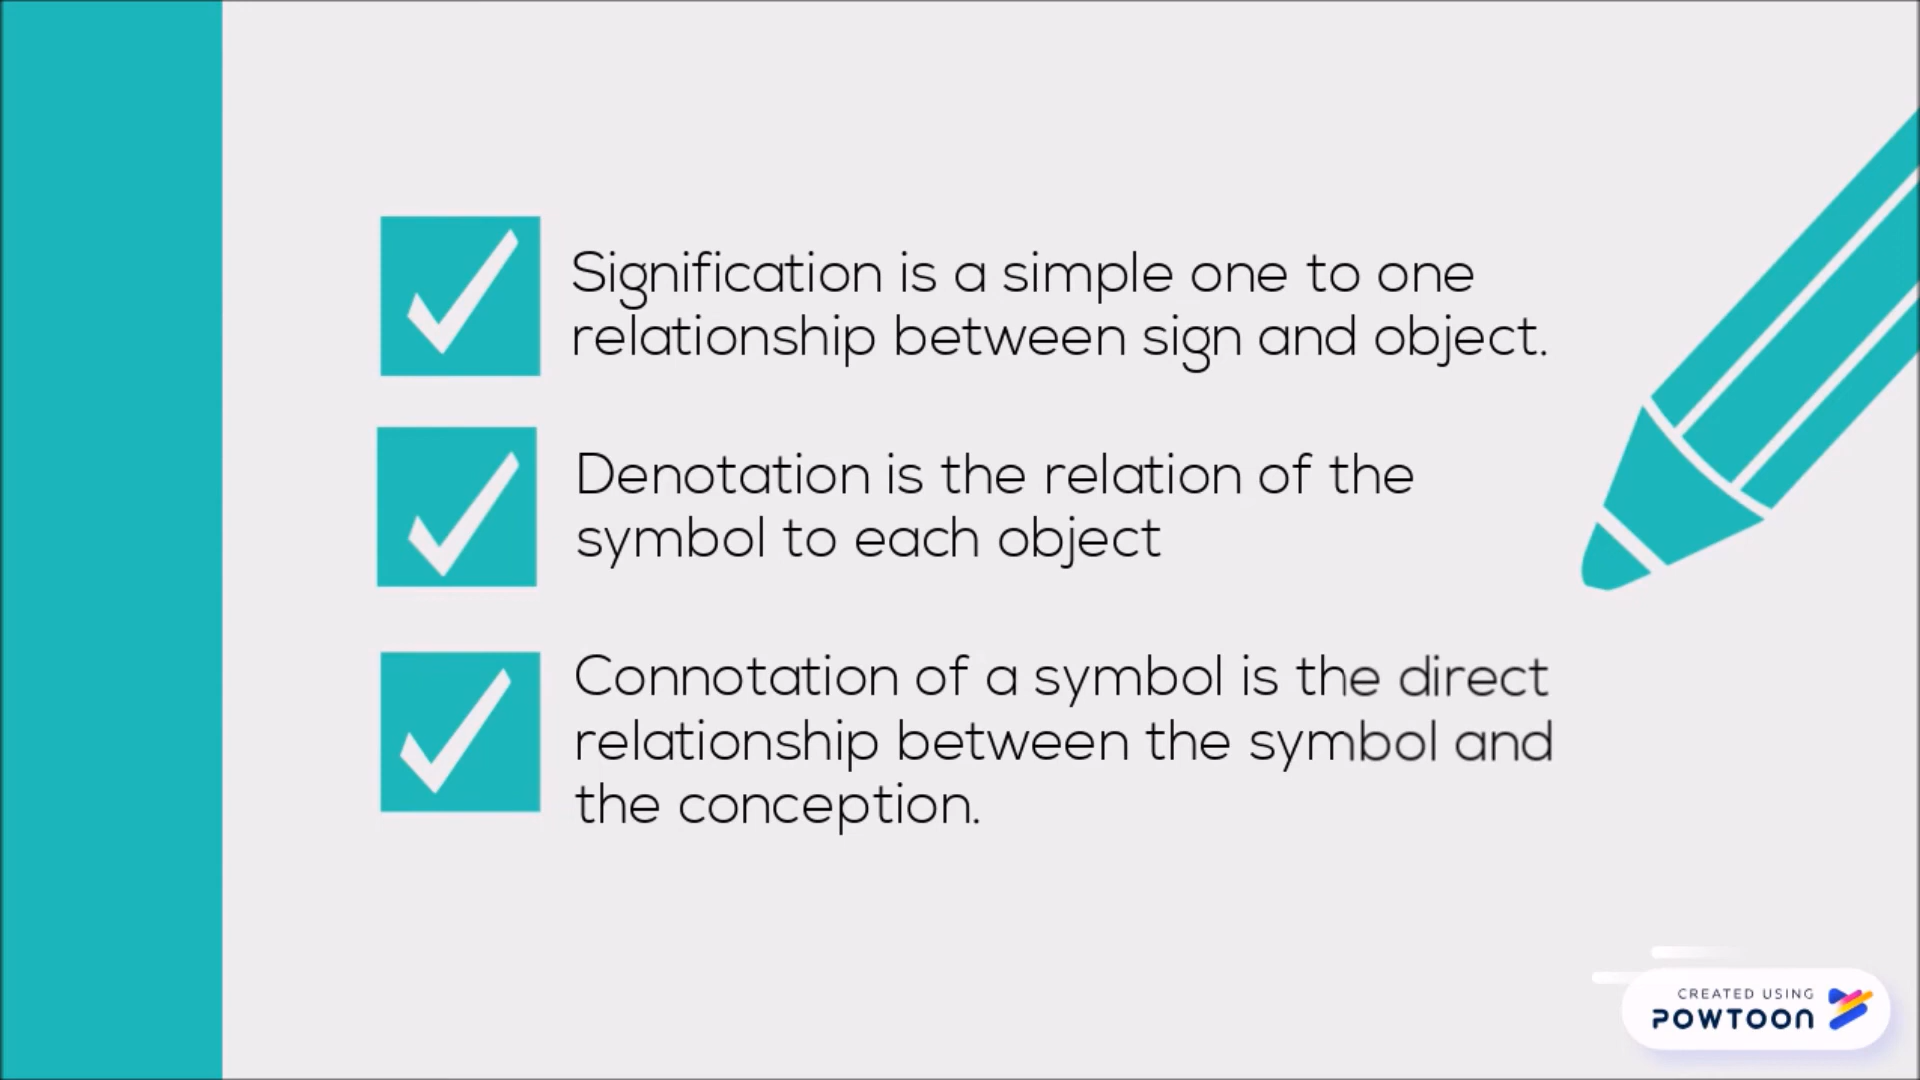 Signification is a simple one to one
relationship between sign and object.
Denotation is the relation of the
symbol to each object
Connotation of a symbol is the direct
relationship between the symbol and
the conception.
CREATED USING
POWTOON